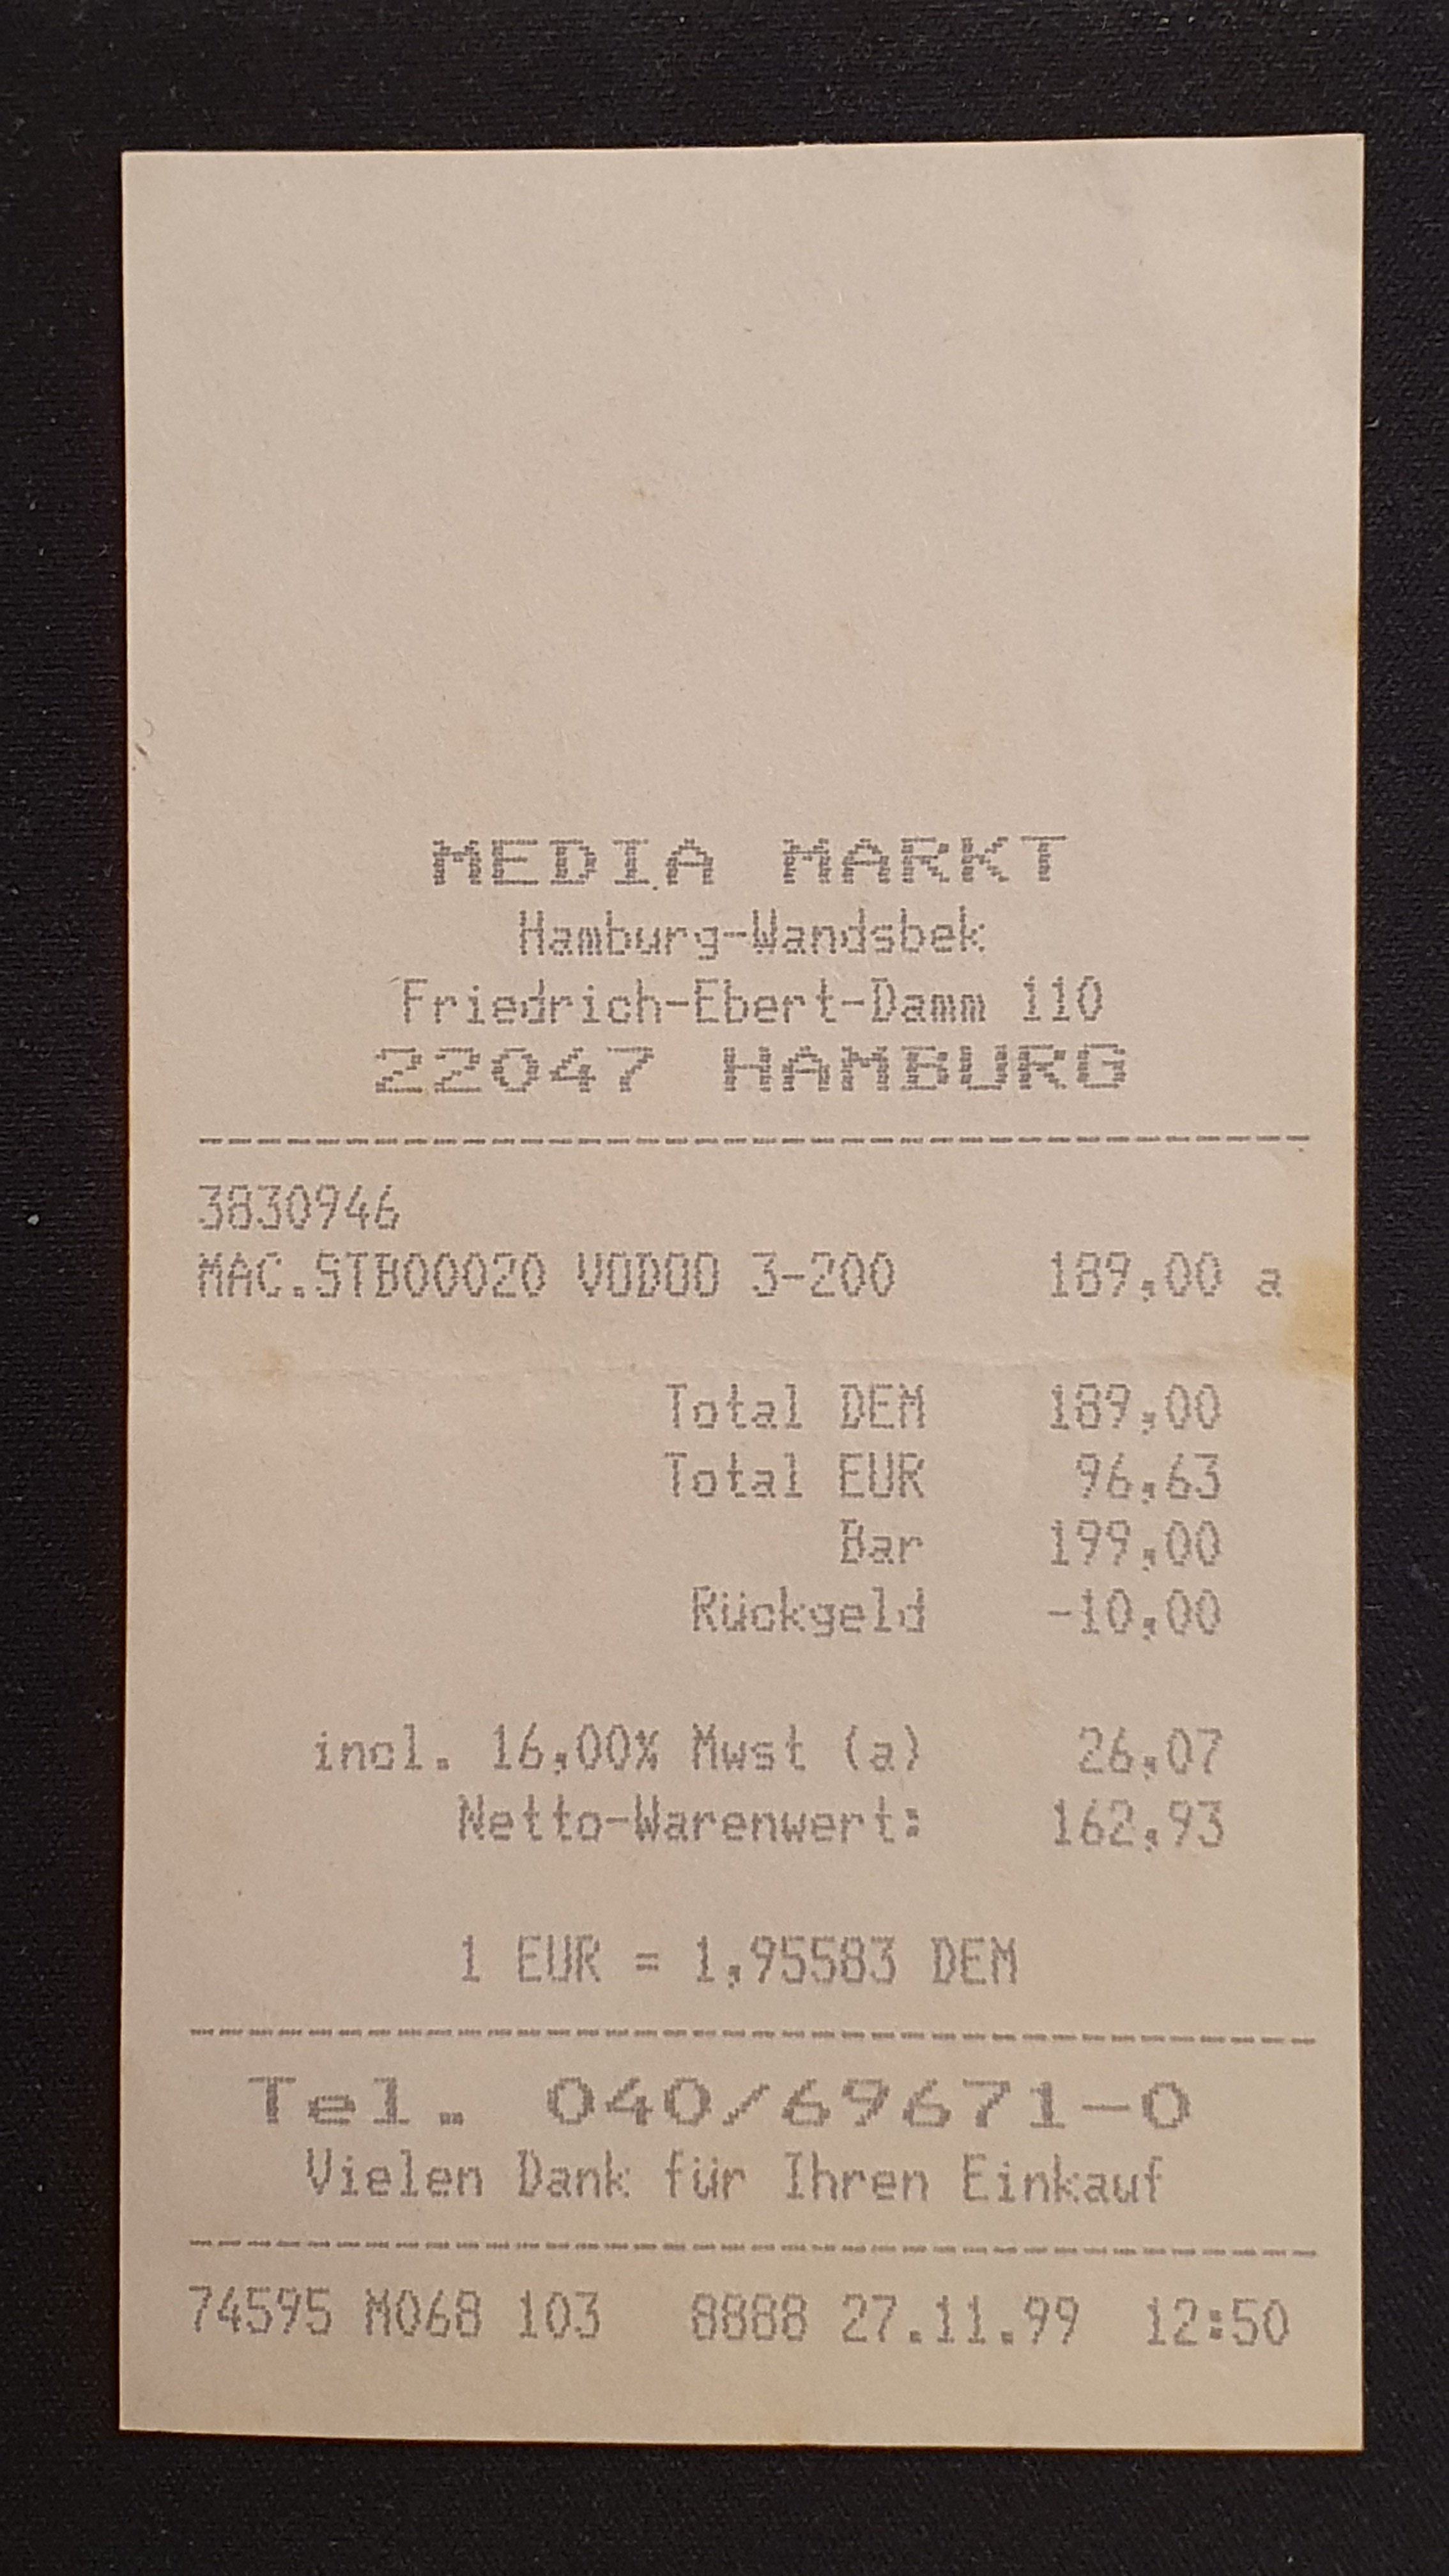 MEDIA MARKT
Hamburg-Wandsbek
Friedrich-Ebert-Damm 110
22047 HAMBURG
3830946
MAC.STB00020 VODOO 3-200 189,00 a
Total DEM 189,00
Total EUR 96,63
Bar 199,00
Rückgeld -10,00
incl. 16,00% Mwst (a) 26,07
Netto-Warenwert: 162,93
1 EUR = 1,95583 DEM
Tel. 040/69671-0
Vielen Dank für Ihren Einkauf
74595 M068 103 8888 27.11.99 12:50